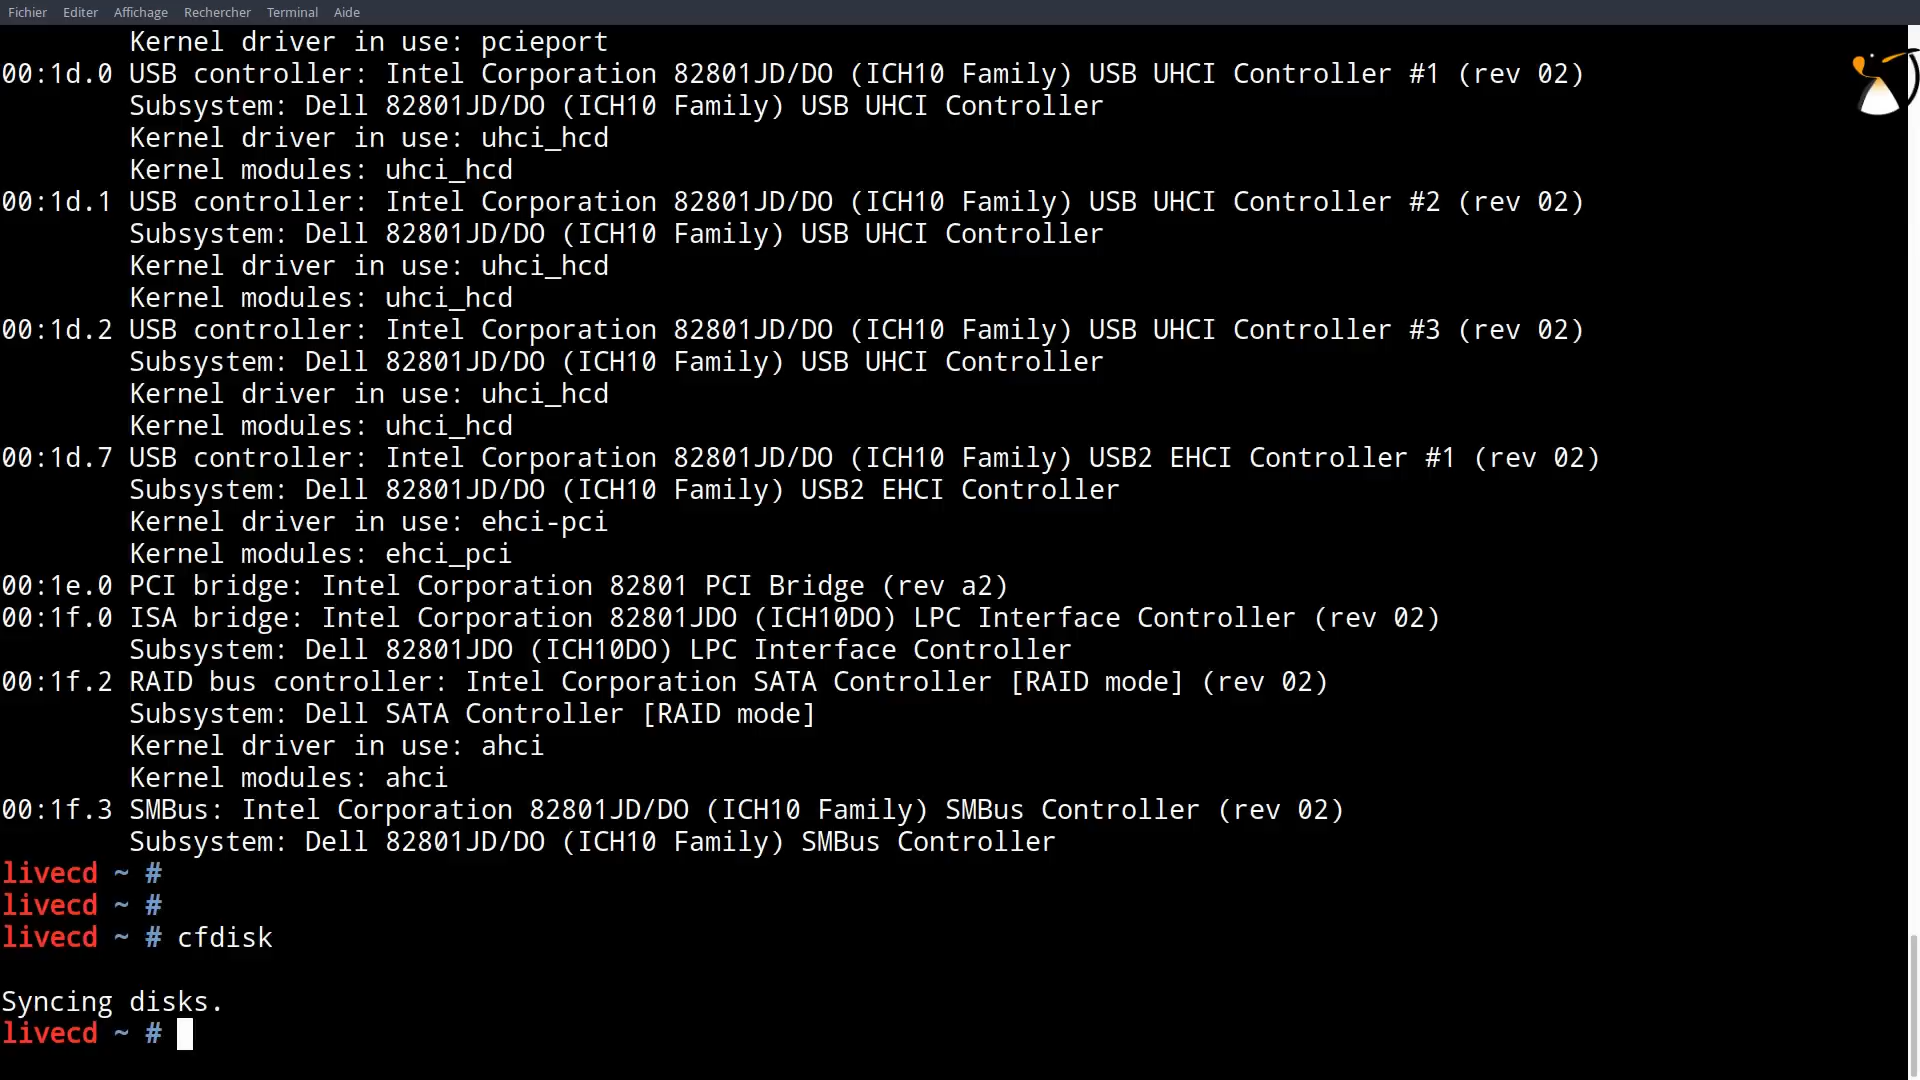 Fichier Editer Affichage Rechercher Terminal Aide
Kernel driver in use: pcieport
00:1d.0 USB controller: Intel Corporation 82801JD/DO (ICH10 Family) USB UHCI Controller #1 (rev 02)
Subsystem: Dell 82801JD/DO (ICH10 Family) USB UHCI Controller
Kernel driver in use: uhci_hcd
Kernel modules: uhci_hcd
00:1d.1 USB controller: Intel Corporation 82801JD/DO (ICH10 Family) USB UHCI Controller #2 (rev 02)
Subsystem: Dell 82801JD/DO (ICH10 Family) USB UHCI Controller
Kernel driver in use: uhci_hcd
Kernel modules: uhci_hcd
00:1d.2 USB controller: Intel Corporation 82801JD/DO (ICH10 Family) USB UHCI Controller #3 (rev 02)
Subsystem: Dell 82801JD/DO (ICH10 Family) USB UHCI Controller
Kernel driver in use: uhci_hcd
Kernel modules: uhci_hcd
00:1d.7 USB controller: Intel Corporation 82801JD/DO (ICH10 Family) USB2 EHCI Controller #1 (rev 02)
Subsystem: Dell 82801JD/DO (ICH10 Family) USB2 EHCI Controller
Kernel driver in use: ehci-pci
Kernel modules: ehci_pci
00:1e.0 PCI bridge: Intel Corporation 82801 PCI Bridge (rev a2)
00:1f.0 ISA bridge: Intel Corporation 82801JDO (ICH10DO) LPC Interface Controller (rev 02)
Subsystem: Dell 82801JDO (ICH10DO) LPC Interface Controller
00:1f.2 RAID bus controller: Intel Corporation SATA Controller [RAID mode] (rev 02)
Subsystem: Dell SATA Controller [RAID mode]
Kernel driver in use: ahci
Kernel modules: ahci
00:1f.3 SMBus: Intel Corporation 82801JD/DO (ICH10 Family) SMBus Controller (rev 02)
Subsystem: Dell 82801JD/DO (ICH10 Family) SMBus Controller
livecd ~ #
livecd ~ #
livecd ~ # cfdisk
Syncing disks.
livecd ~ #